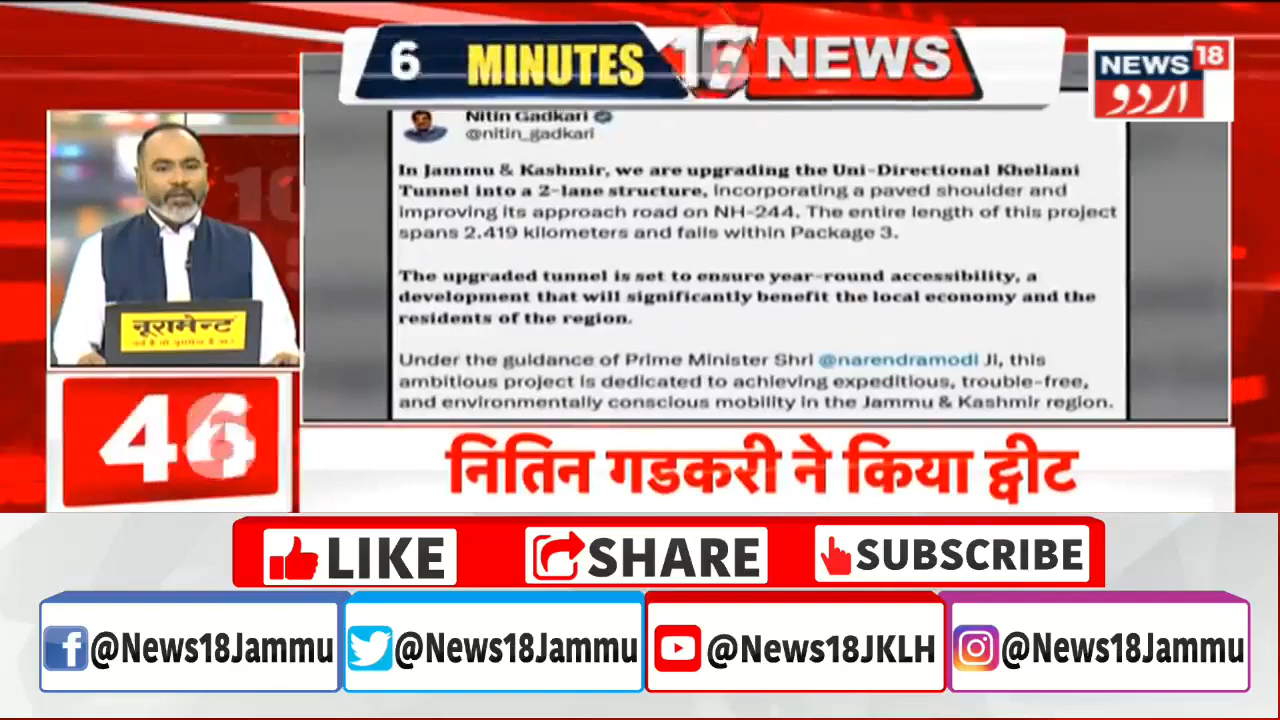 6 MINUTES NEWS
NEWS 18
اردو
Nitin Gadkari
@nitin_gadkari
In Jammu & Kashmir, we are upgrading the Uni-Directional Khellani
Tunnel into a 2-lane structure, incorporating a paved shoulder and
improving its approach road on NH-244. The entire length of this project
spans 2.419 kilometers and falls within Package 3.
The upgraded tunnel is set to ensure year-round accessibility, a
development that will significantly benefit the local economy and the
residents of the region.
Under the guidance of Prime Minister Shri @narendramodi Ji, this
ambitious project is dedicated to achieving expeditious, trouble-free,
and environmentally conscious mobility in the Jammu & Kashmir region.
नूरामेन्ट
नितिन गडकरी ने किया ट्वीट
LIKE SHARE SUBSCRIBE
@News18Jammu @News18Jammu @News18JKLH @News18Jammu